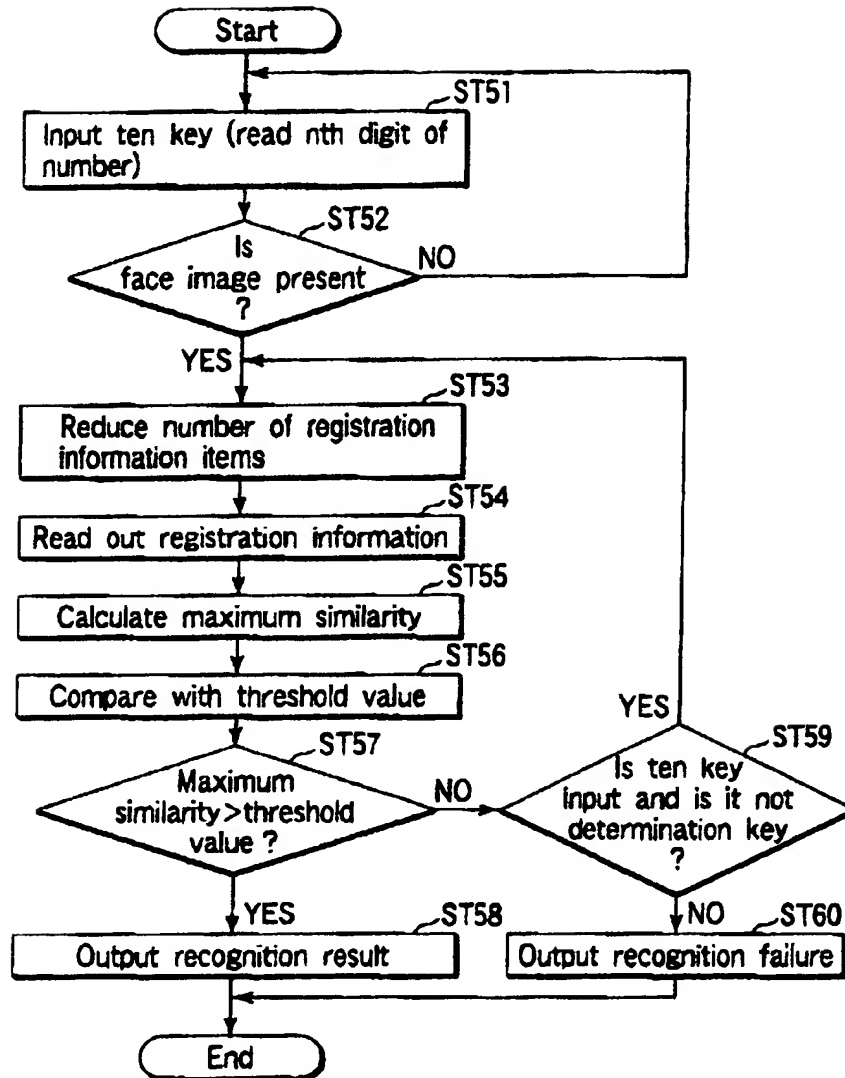 Start
ST51
Input ten key (read nth digit of
number)
ST52
Is
face image present
?
NO
YES
ST53
Reduce number of registration
information items
ST54
Read out registration information
ST55
Calculate maximum similarity
ST56
Compare with threshold value
ST57
Maximum
similarity>threshold
value ?
NO
YES
ST59
Is ten key
input and is it not
determination key
?
YES
ST58
Output recognition result
NO
ST60
Output recognition failure
End